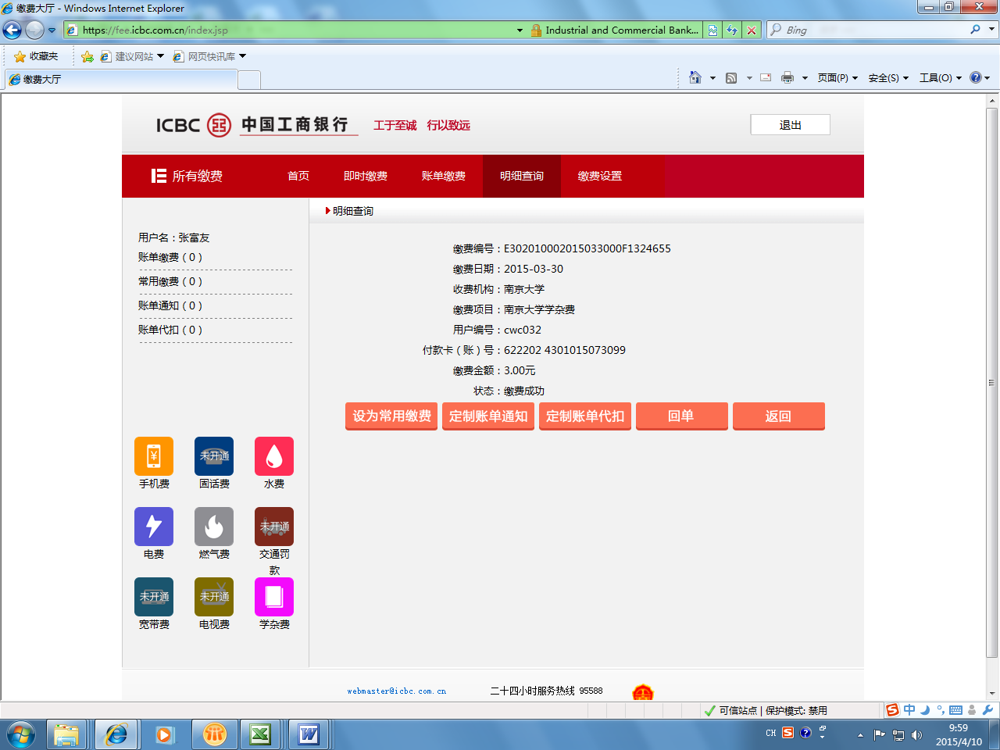 缴费大厅 - Windows Internet Explorer
https://fee.icbc.com.cn/index.jsp
Industrial and Commercial Bank...
Bing
收藏夹
建议网站
网页快讯库
缴费大厅
页面(P)
安全(S)
工具(O)
ICBC 中国工商银行 工于至诚 行以致远
退出
所有缴费
首页
即时缴费
账单缴费
明细查询
缴费设置
用户名：张富友
账单缴费（0）
常用缴费（0）
账单通知（0）
账单代扣（0）
明细查询
缴费编号：E302010002015033000F1324655
缴费日期：2015-03-30
收费机构：南京大学
缴费项目：南京大学学杂费
用户编号：cwc032
付款卡（账）号：622202 4301015073099
缴费金额：3.00元
状态：缴费成功
设为常用缴费
定制账单通知
定制账单代扣
回单
返回
手机费
未开通
固话费
水费
电费
燃气费
未开通
交通罚款
未开通
宽带费
未开通
电视费
学杂费
webmaster@icbc.com.cn
二十四小时服务热线 95588
可信站点 | 保护模式: 禁用
中
CH
9:59
2015/4/10